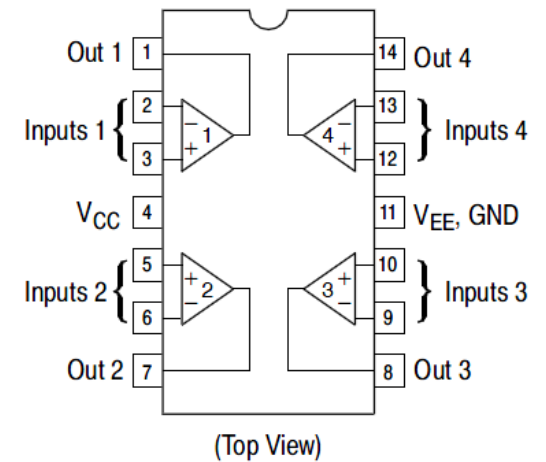 Out 1 1 14 Out 4
2 13
Inputs 1 − 1 + 4 − + Inputs 4
3 12
VCC 4 11 VEE, GND
5 10
Inputs 2 + 2 − 3 + − Inputs 3
6 9
Out 2 7 8 Out 3
(Top View)